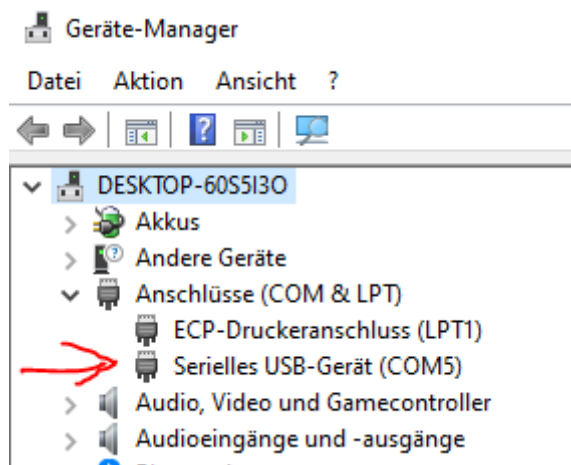 Geräte-Manager
Datei Aktion Ansicht ?
DESKTOP-60S5I3O
Akkus
Andere Geräte
Anschlüsse (COM & LPT)
ECP-Druckeranschluss (LPT1)
Serielles USB-Gerät (COM5)
Audio, Video und Gamecontroller
Audioeingänge und -ausgänge